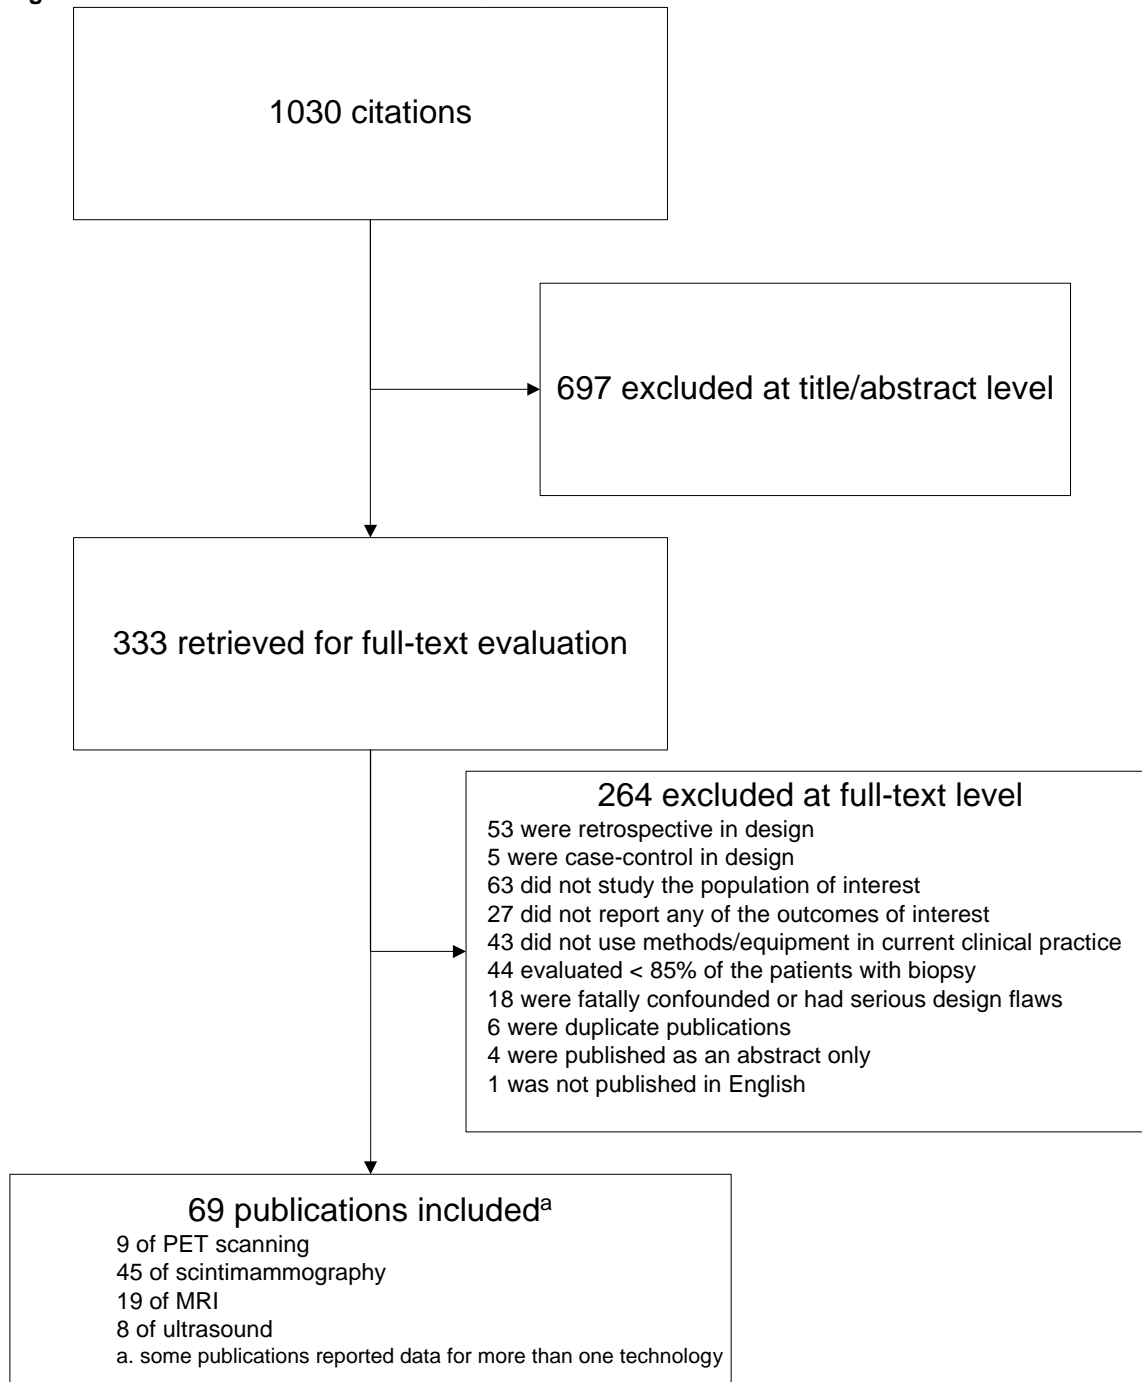 1030 citations
697 excluded at title/abstract level
333 retrieved for full-text evaluation
264 excluded at full-text level
53 were retrospective in design
5 were case-control in design
63 did not study the population of interest
27 did not report any of the outcomes of interest
43 did not use methods/equipment in current clinical practice
44 evaluated < 85% of the patients with biopsy
18 were fatally confounded or had serious design flaws
6 were duplicate publications
4 were published as an abstract only
1 was not published in English
69 publications includedᵃ
9 of PET scanning
45 of scintimammography
19 of MRI
8 of ultrasound
a. some publications reported data for more than one technology